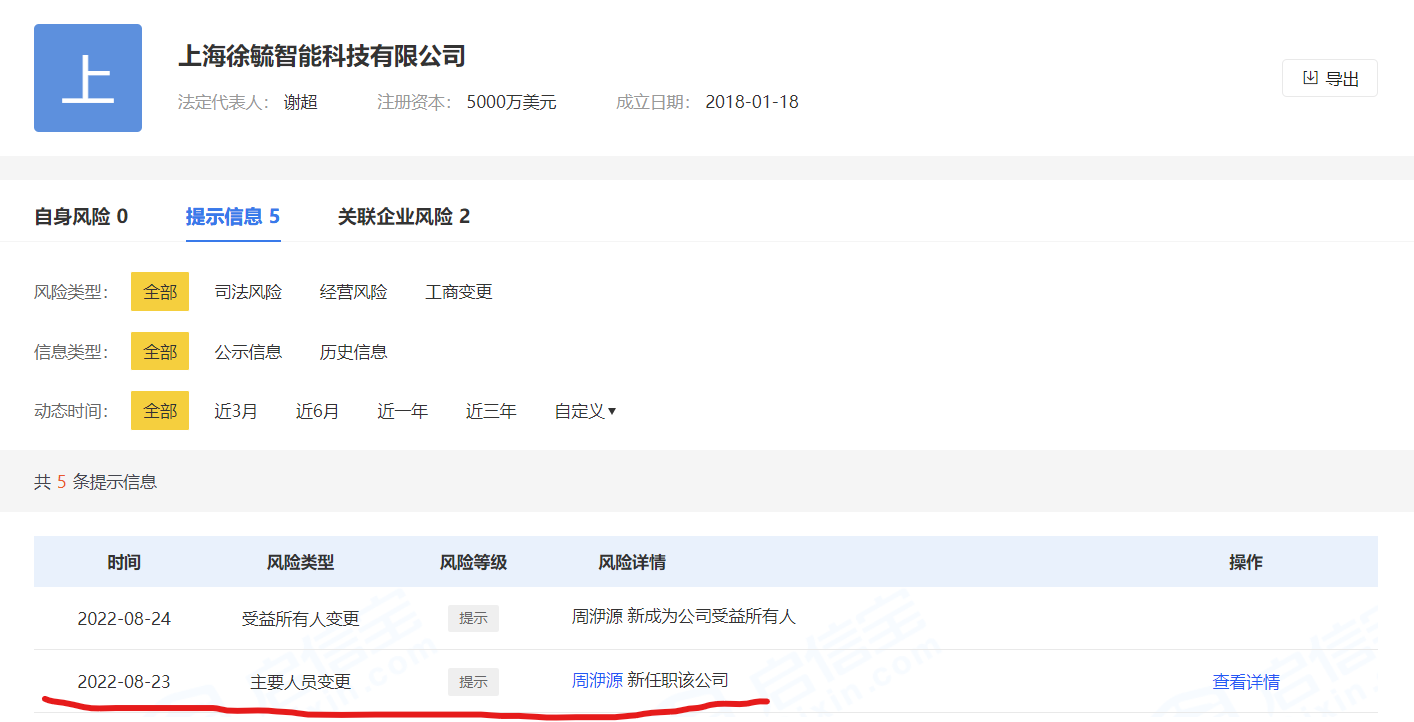 上
上海徐毓智能科技有限公司
导出
法定代表人： 谢超 注册资本： 5000万美元 成立日期： 2018-01-18
自身风险 0 提示信息 5 关联企业风险 2
风险类型： 全部 司法风险 经营风险 工商变更
信息类型： 全部 公示信息 历史信息
动态时间： 全部 近3月 近6月 近一年 近三年 自定义▼
共 5 条提示信息
时间 风险类型 风险等级 风险详情 操作
2022-08-24 受益所有人变更 提示 周洢源 新成为公司受益所有人
2022-08-23 主要人员变更 提示 周洢源 新任职该公司 查看详情